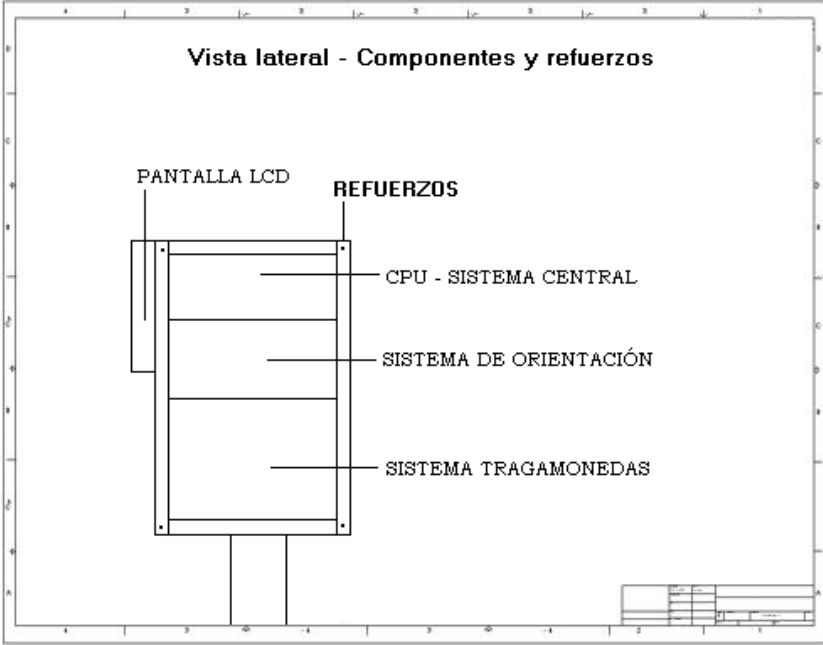 Vista lateral - Componentes y refuerzos
PANTALLA LCD
REFUERZOS
CPU - SISTEMA CENTRAL
SISTEMA DE ORIENTACIÓN
SISTEMA TRAGAMONEDAS